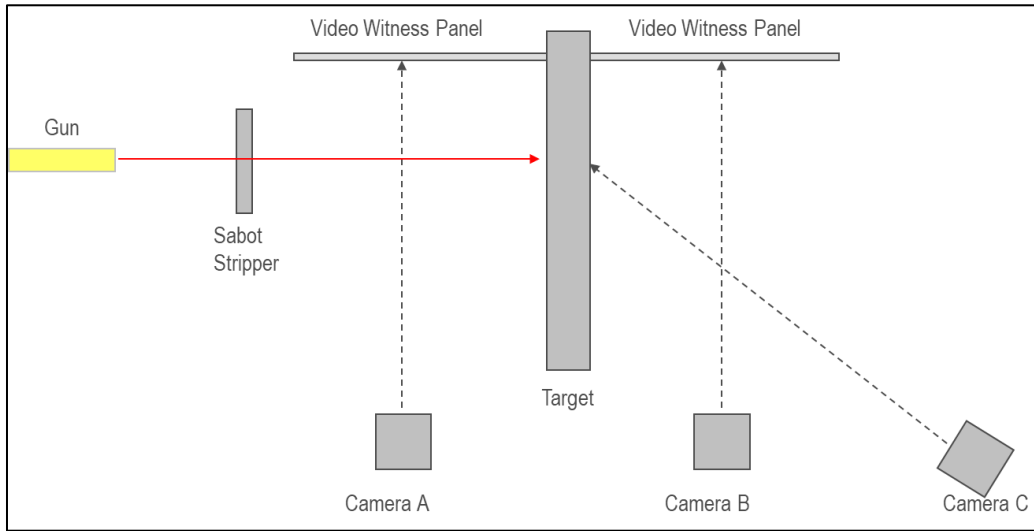 Video Witness Panel
Video Witness Panel
Gun
Sabot
Stripper
Target
Camera A
Camera B
Camera C